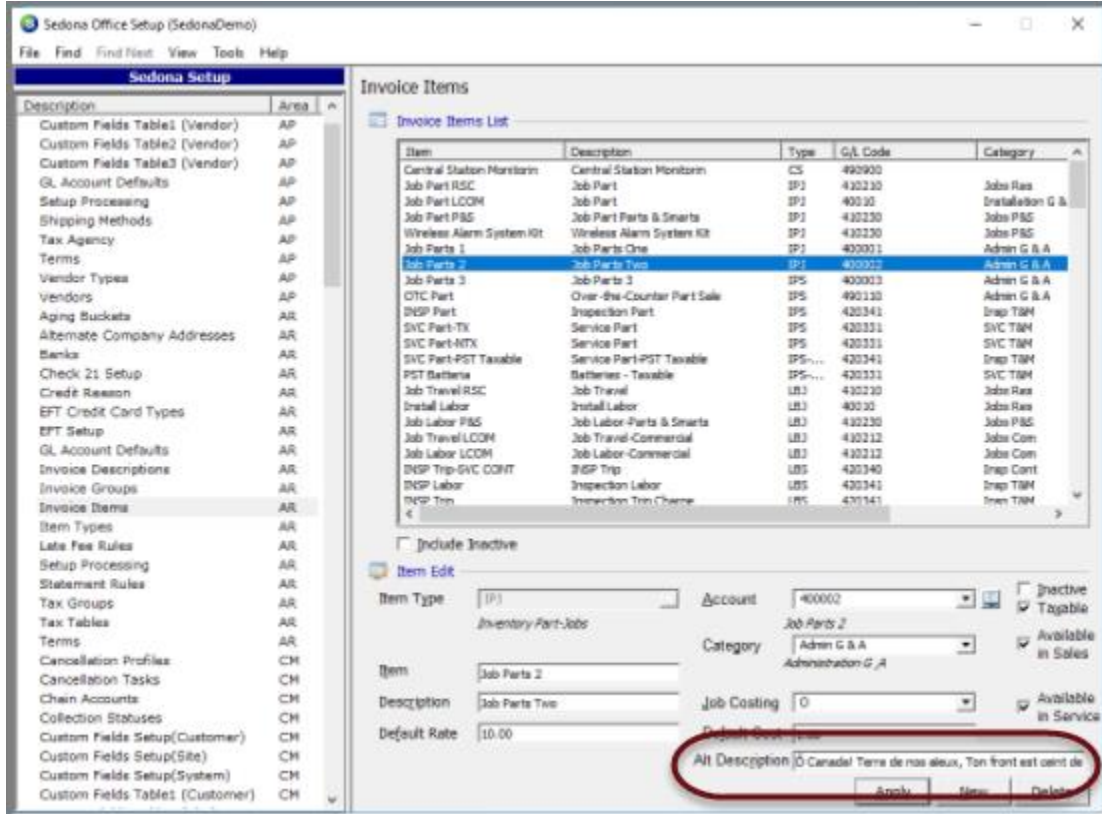 Sedona Office Setup (SedonaDemo)
File Find Find Next View Tools Help
Sedona Setup
Description Area
Custom Fields Table1 (Vendor) AP
Custom Fields Table2 (Vendor) AP
Custom Fields Table3 (Vendor) AP
GL Account Defaults AP
Setup Processing AP
Shipping Methods AP
Tax Agency AP
Terms AP
Vendor Types AP
Vendors AP
Aging Buckets AR
Alternate Company Addresses AR
Banks AR
Check 21 Setup AR
Credit Reason AR
EFT Credit Card Types AR
EFT Setup AR
GL Account Defaults AR
Invoice Descriptions AR
Invoice Groups AR
Invoice Items AR
Item Types AR
Late Fee Rules AR
Setup Processing AR
Statement Rules AR
Tax Groups AR
Tax Tables AR
Terms AR
Cancellation Profiles CM
Cancellation Tasks CM
Chain Accounts CM
Collection Statuses CM
Custom Fields Setup(Customer) CM
Custom Fields Setup(Site) CM
Custom Fields Setup(System) CM
Custom Fields Table1 (Customer) CM
Invoice Items
Invoice Items List
Item Description Type G/L Code Category
Central Station Monitorin Central Station Monitorin CS 490900
Job Part RSC Job Part IPJ 410210 Jobs Res
Job Part LCOM Job Part IPJ 40010 Installation G &
Job Part P&S Job Part Parts & Smarts IPJ 410230 Jobs P&S
Wireless Alarm System Kit Wireless Alarm System Kit IPJ 410230 Jobs P&S
Job Parts 1 Job Parts One IPJ 400001 Admin G & A
Job Parts 2 Job Parts Two IPJ 400002 Admin G & A
Job Parts 3 Job Parts 3 IPS 400003 Admin G & A
OTC Part Over-the-Counter Part Sale IPS 490110 Admin G & A
INSP Part Inspection Part IPS 420341 Insp T&M
SVC Part-TX Service Part IPS 420331 SVC T&M
SVC Part-NTX Service Part IPS 420331 SVC T&M
SVC Part-PST Taxable Service Part-PST Taxable IPS-... 420341 Insp T&M
PST Batteria Batteries - Taxable IPS-... 420331 SVC T&M
Job Travel RSC Job Travel LBJ 410210 Jobs Res
Install Labor Install Labor LBJ 40010 Jobs Res
Job Labor P&S Job Labor-Parts & Smarts LBJ 410230 Jobs P&S
Job Travel LCOM Job Travel-Commercial LBJ 410212 Jobs Com
Job Labor LCOM Job Labor-Commercial LBJ 410212 Jobs Com
INSP Trip-SVC CONT INSP Trip LBS 420340 Insp Cont
INSP Labor Inspection Labor LBS 420341 Insp T&M
INSP Trip Inspection Trip Charge LBS 420341 Insp T&M
Include Inactive
Item Edit
Item Type IPJ ... Account 400002 Inactive
Taxable
Inventory Part-Jobs Job Parts 2
Category Admin G & A Available in Sales
Administration G ,A
Item Job Parts 2
Description Job Parts Two Job Costing O Available in Service
Default Rate 10.00 Default Cost
Alt Description Ô Canada! Terre de nos aïeux, Ton front est ceint de
Apply New Delete